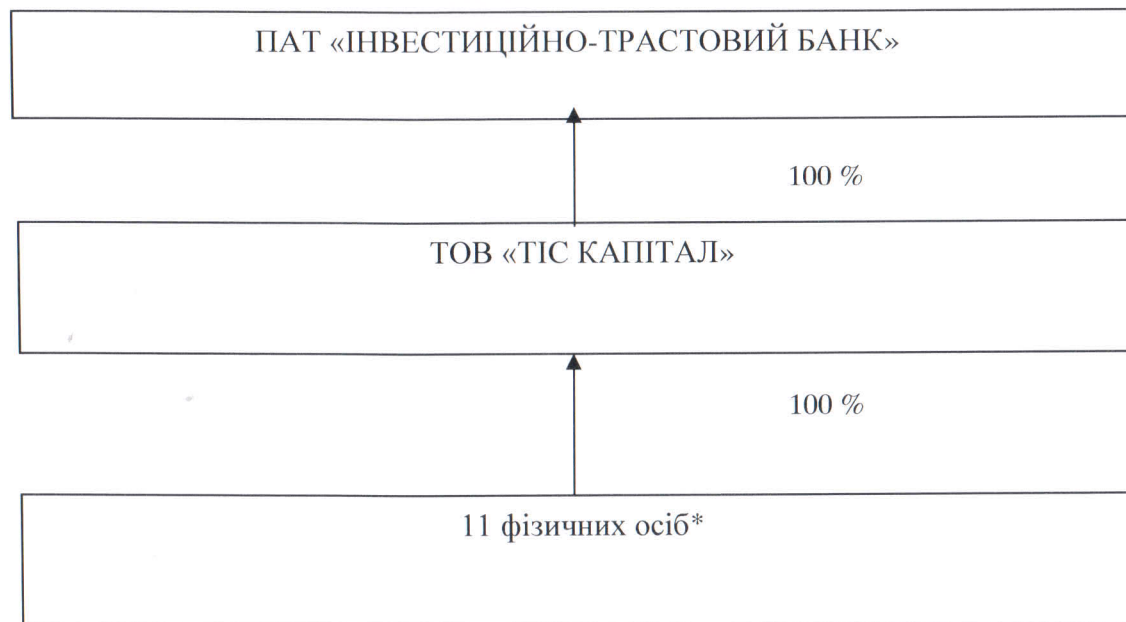 ПАТ «ІНВЕСТИЦІЙНО-ТРАСТОВИЙ БАНК»
100 %
ТОВ «ТІС КАПІТАЛ»
100 %
11 фізичних осіб*